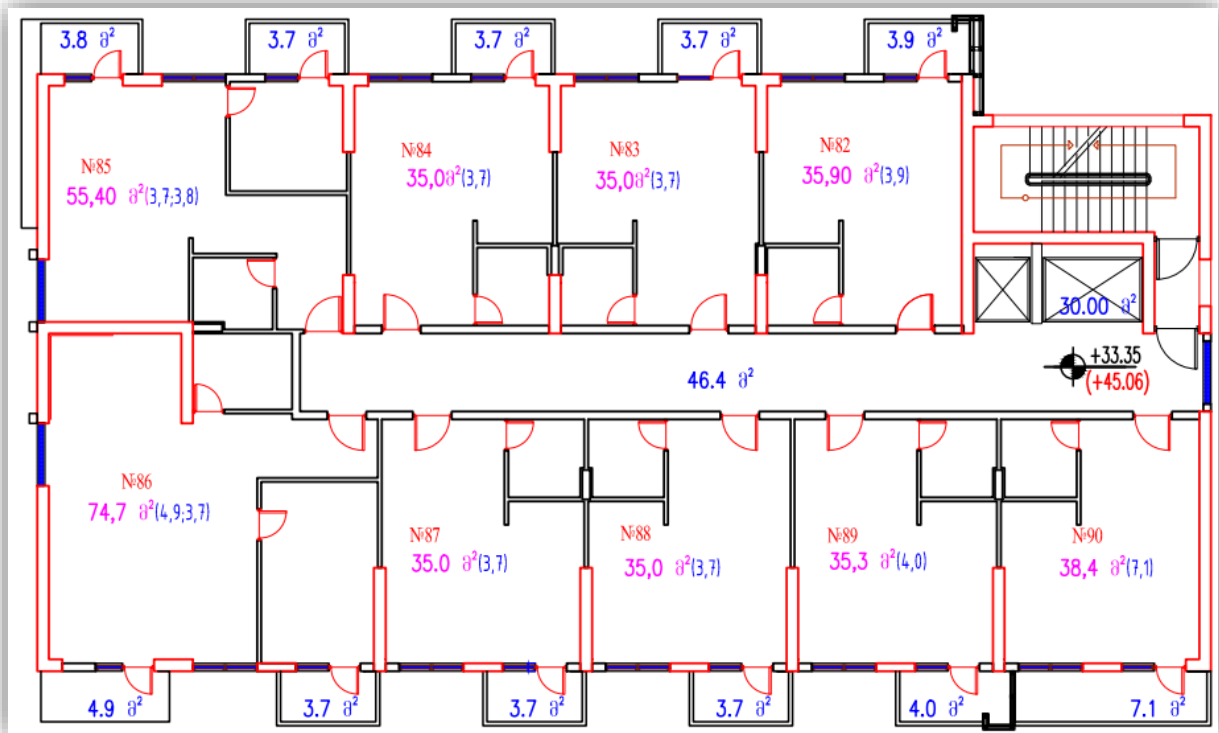 3.8 მ²
3.7 მ²
3.7 მ²
3.7 მ²
3.9 მ²
№85
55,40 მ²(3,7;3,8)
№84
35,0მ²(3,7)
№83
35,0მ²(3,7)
№82
35,90 მ²(3,9)
30.00 მ²
46.4 მ²
+33.35
(+45.06)
№86
74,7 მ²(4,9;3,7)
№87
35.0 მ²(3,7)
№88
35,0 მ²(3,7)
№89
35,3 მ²(4,0)
№90
38,4 მ²(7,1)
4.9 მ²
3.7 მ²
3.7 მ²
3.7 მ²
4.0 მ²
7.1 მ²